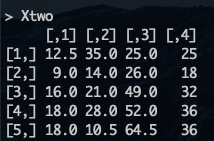 > Xtwo
[,1] [,2] [,3] [,4]
[1,] 12.5 35.0 25.0 25
[2,] 9.0 14.0 26.0 18
[3,] 16.0 21.0 49.0 32
[4,] 18.0 28.0 52.0 36
[5,] 18.0 10.5 64.5 36